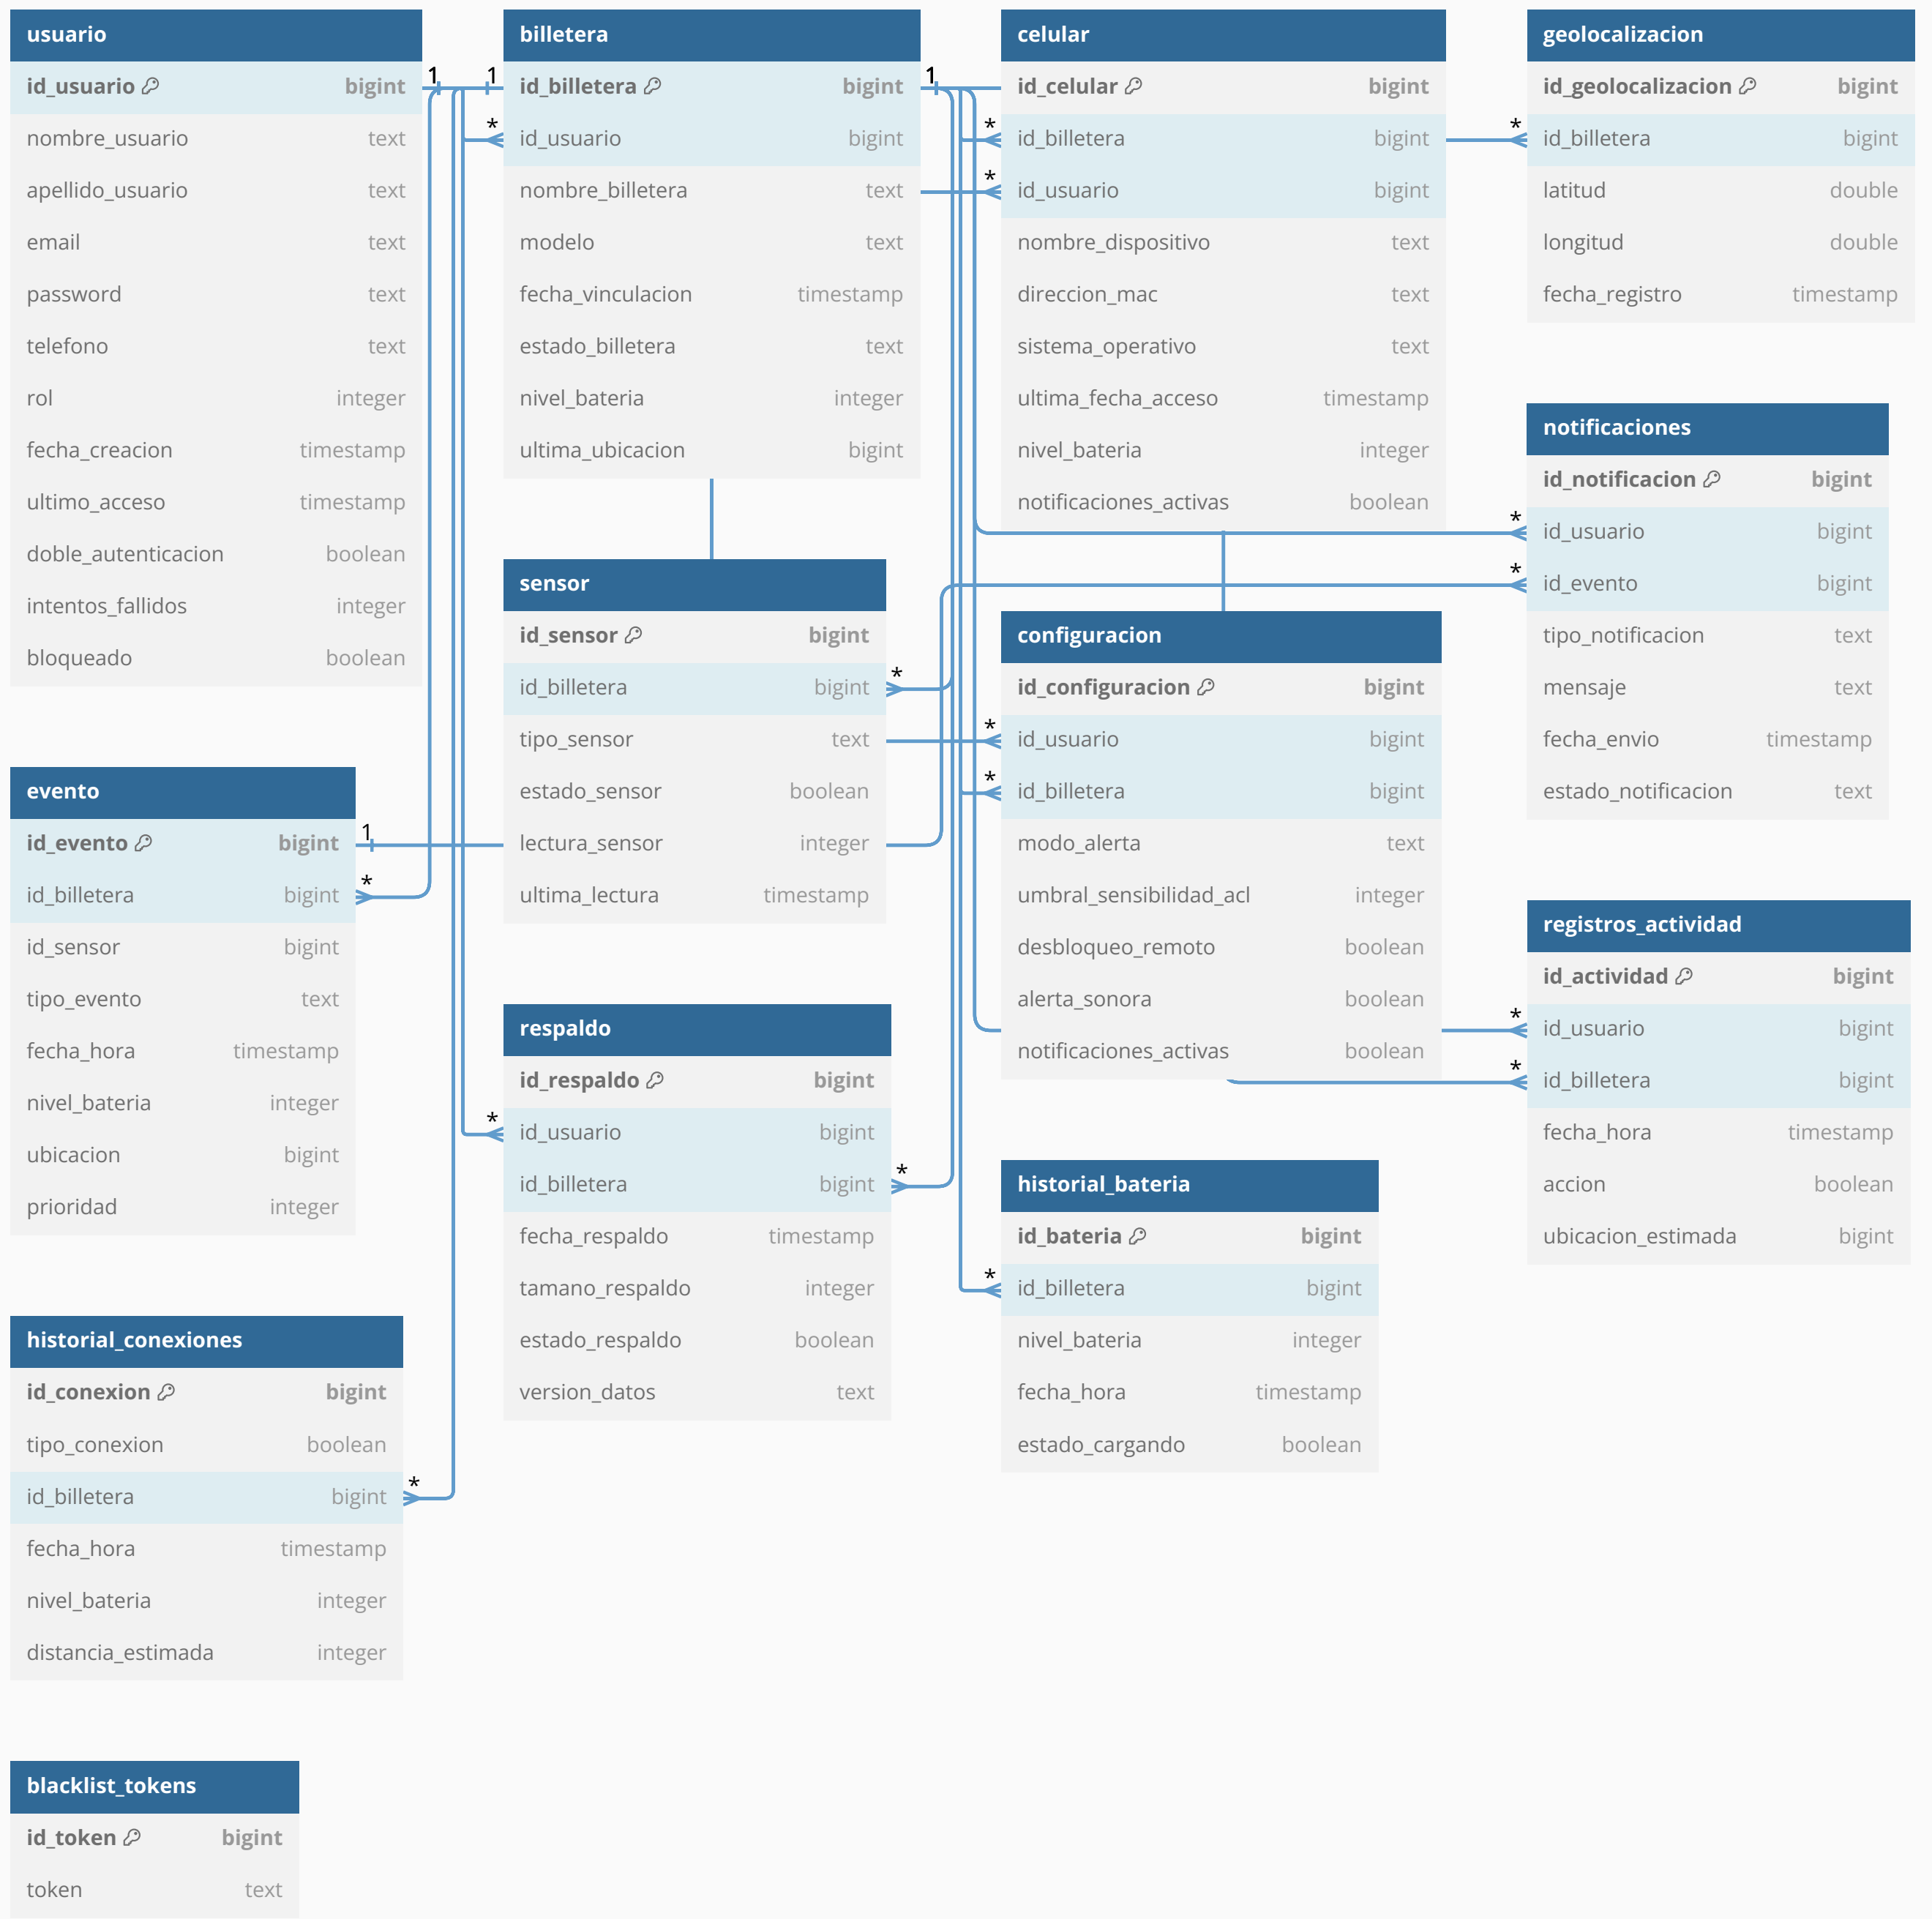 usuario
id_usuario bigint
nombre_usuario text
apellido_usuario text
email text
password text
telefono text
rol integer
fecha_creacion timestamp
ultimo_acceso timestamp
doble_autenticacion boolean
intentos_fallidos integer
bloqueado boolean
1
1
*
billetera
id_billetera bigint
id_usuario bigint
nombre_billetera text
modelo text
fecha_vinculacion timestamp
estado_billetera text
nivel_bateria integer
ultima_ubicacion bigint
1
*
*
celular
id_celular bigint
id_billetera bigint
id_usuario bigint
nombre_dispositivo text
direccion_mac text
sistema_operativo text
ultima_fecha_acceso timestamp
nivel_bateria integer
notificaciones_activas boolean
*
geolocalizacion
id_geolocalizacion bigint
id_billetera bigint
latitud double
longitud double
fecha_registro timestamp
*
*
notificaciones
id_notificacion bigint
id_usuario bigint
id_evento bigint
tipo_notificacion text
mensaje text
fecha_envio timestamp
estado_notificacion text
sensor
id_sensor bigint
id_billetera bigint
tipo_sensor text
estado_sensor boolean
lectura_sensor integer
ultima_lectura timestamp
*
*
*
configuracion
id_configuracion bigint
id_usuario bigint
id_billetera bigint
modo_alerta text
umbral_sensibilidad_acl integer
desbloqueo_remoto boolean
alerta_sonora boolean
notificaciones_activas boolean
evento
id_evento bigint
id_billetera bigint
id_sensor bigint
tipo_evento text
fecha_hora timestamp
nivel_bateria integer
ubicacion bigint
prioridad integer
1
*
*
*
registros_actividad
id_actividad bigint
id_usuario bigint
id_billetera bigint
fecha_hora timestamp
accion boolean
ubicacion_estimada bigint
*
respaldo
id_respaldo bigint
id_usuario bigint
id_billetera bigint
fecha_respaldo timestamp
tamano_respaldo integer
estado_respaldo boolean
version_datos text
*
*
historial_bateria
id_bateria bigint
id_billetera bigint
nivel_bateria integer
fecha_hora timestamp
estado_cargando boolean
historial_conexiones
id_conexion bigint
tipo_conexion boolean
id_billetera bigint
fecha_hora timestamp
nivel_bateria integer
distancia_estimada integer
*
blacklist_tokens
id_token bigint
token text